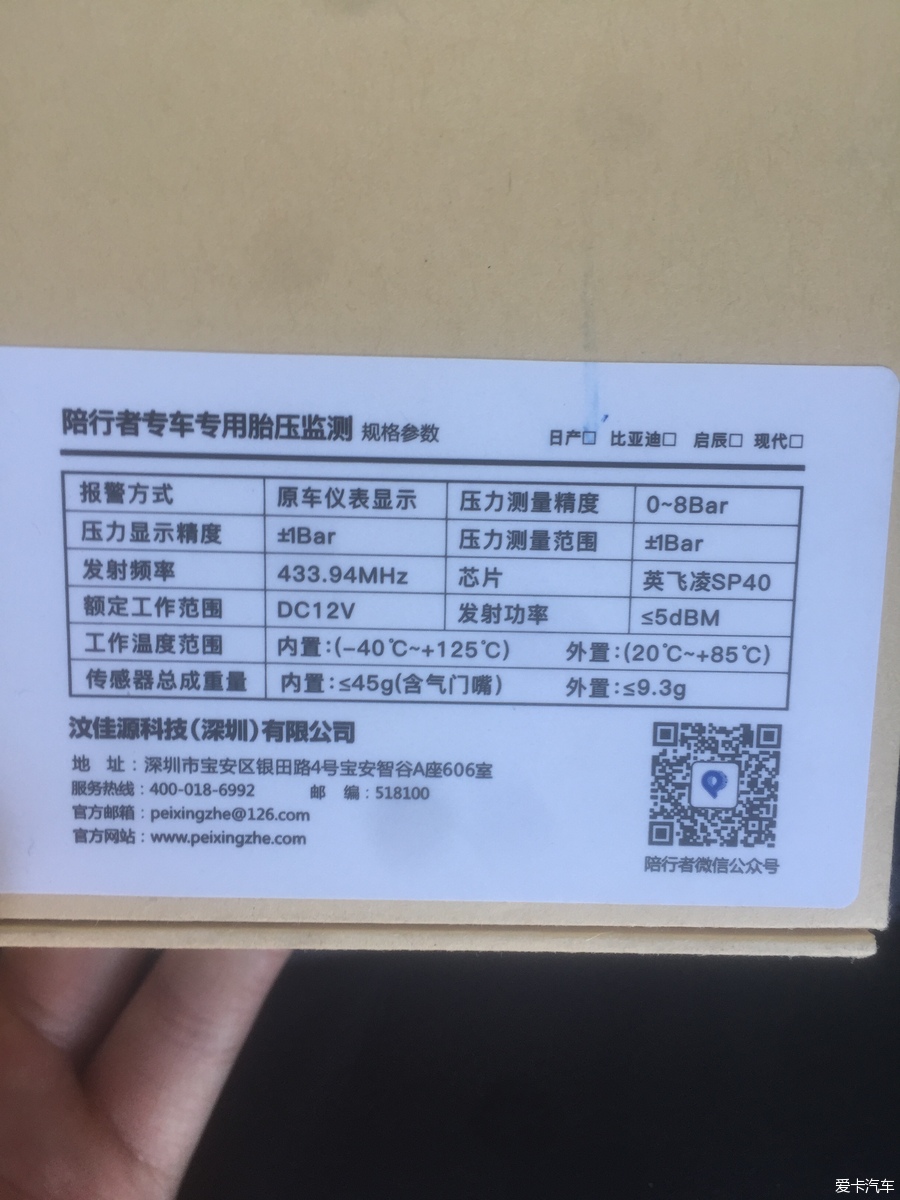 陪行者专车专用胎压监测 规格参数 日产□ 比亚迪□ 启辰□ 现代□
报警方式 原车仪表显示 压力测量精度 0~8Bar
压力显示精度 ±1Bar 压力测量范围 ±1Bar
发射频率 433.94MHz 芯片 英飞凌SP40
额定工作范围 DC12V 发射功率 ≤5dBM
工作温度范围 内置:(-40℃~+125℃) 外置:(20℃~+85℃)
传感器总成重量 内置:≤45g(含气门嘴) 外置:≤9.3g
汶佳源科技(深圳)有限公司
地 址:深圳市宝安区银田路4号宝安智谷A座606室
服务热线:400-018-6992 邮 编:518100
官方邮箱:peixingzhe@126.com
官方网站:www.peixingzhe.com
陪行者微信公众号
爱卡汽车